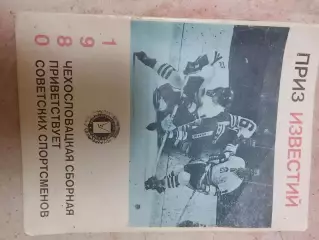 ПРИЗ ИЗВЕСТИЙ
1
9
8
0
ЧЕХОСЛОВАЦКАЯ СБОРНАЯ
ПРИВЕТСТВУЕТ
СОВЕТСКИХ СПОРТСМЕНОВ